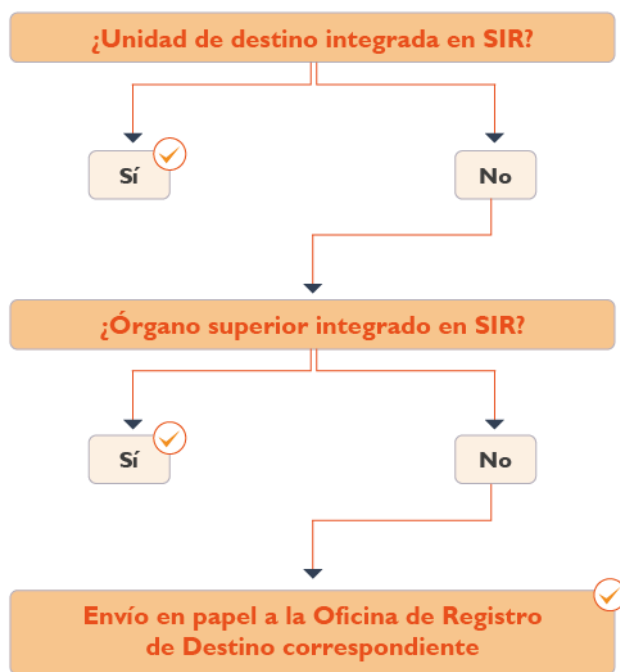 ¿Unidad de destino integrada en SIR?
Sí
No
¿Órgano superior integrado en SIR?
Sí
No
Envío en papel a la Oficina de Registro
de Destino correspondiente